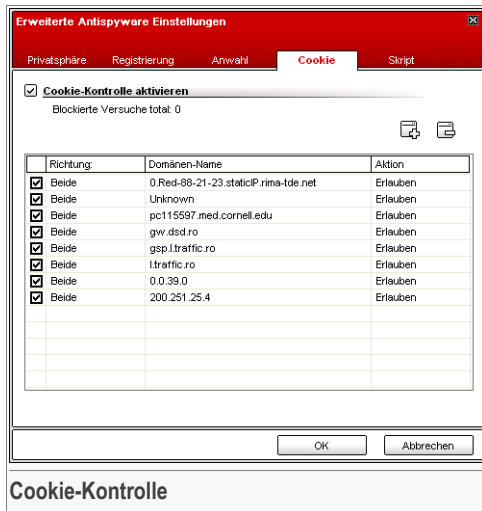 Erweiterte Antispyware Einstellungen
Privatsphäre Registrierung Anwahl Cookie Skript
Cookie-Kontrolle aktivieren
Blockierte Versuche total: 0
Richtung: Domänen-Name Aktion
Beide 0.Red-88-21-23.staticIP.rima-tde.net Erlauben
Beide Unknown Erlauben
Beide pc115597.med.cornell.edu Erlauben
Beide gw.dsd.ro Erlauben
Beide gsp.l.traffic.ro Erlauben
Beide l.traffic.ro Erlauben
Beide 0.0.39.0 Erlauben
Beide 200.251.25.4 Erlauben
OK Abbrechen
Cookie-Kontrolle